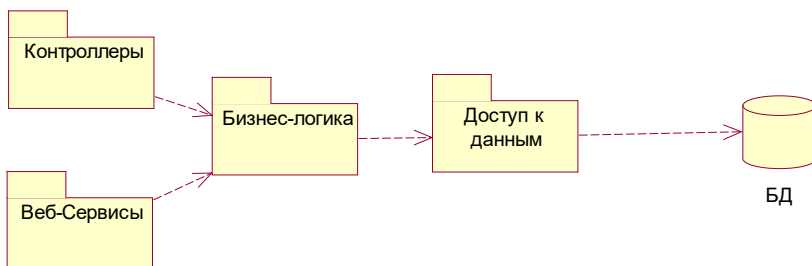 Контроллеры
Бизнес-логика
Доступ к
данным
Веб-Сервисы
БД